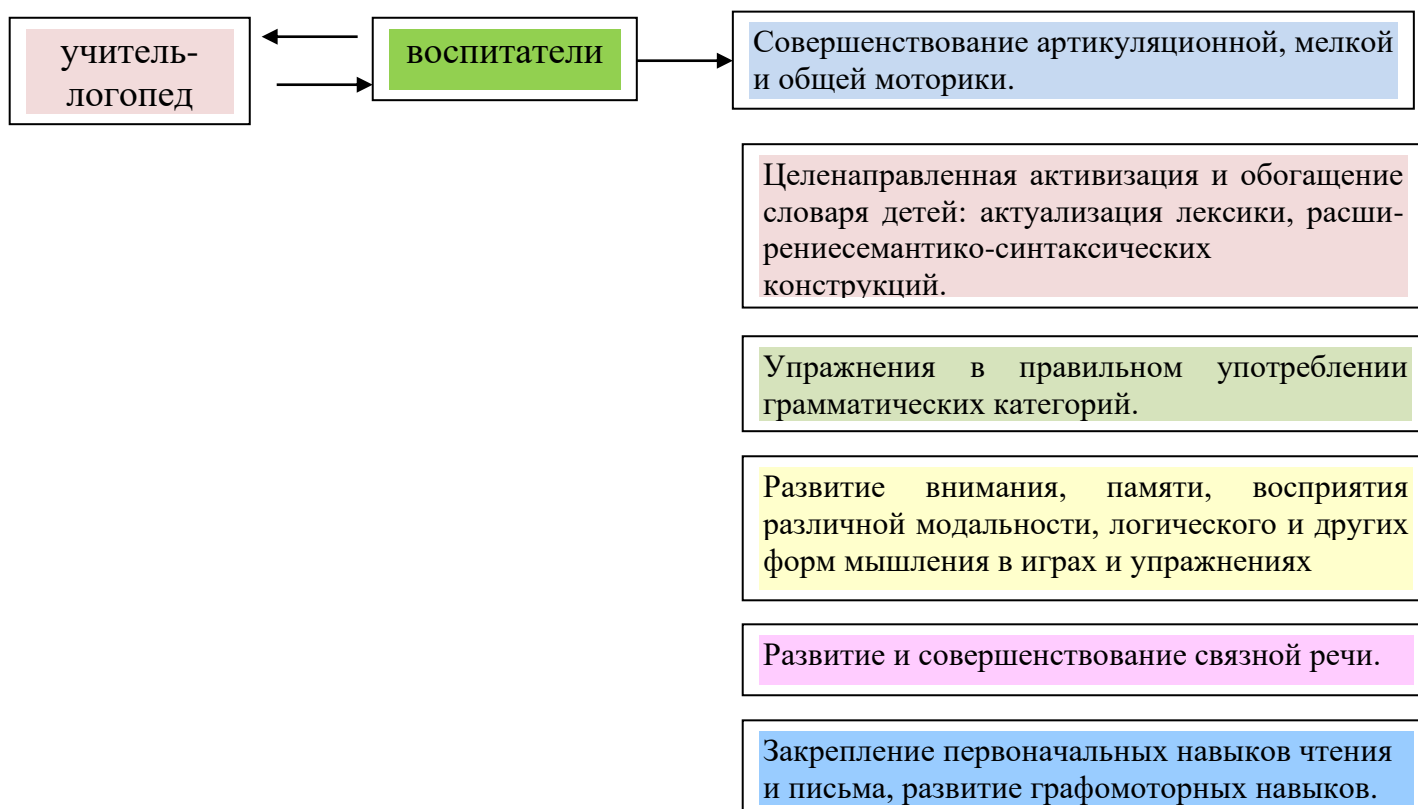 учитель-
логопед
воспитатели
Совершенствование артикуляционной, мелкой
и общей моторики.
Целенаправленная активизация и обогащение
словаря детей: актуализация лексики, расши-
рениесемантико-синтаксических
конструкций.
Упражнения в правильном употреблении
грамматических категорий.
Развитие внимания, памяти, восприятия
различной модальности, логического и других
форм мышления в играх и упражнениях
Развитие и совершенствование связной речи.
Закрепление первоначальных навыков чтения
и письма, развитие графомоторных навыков.